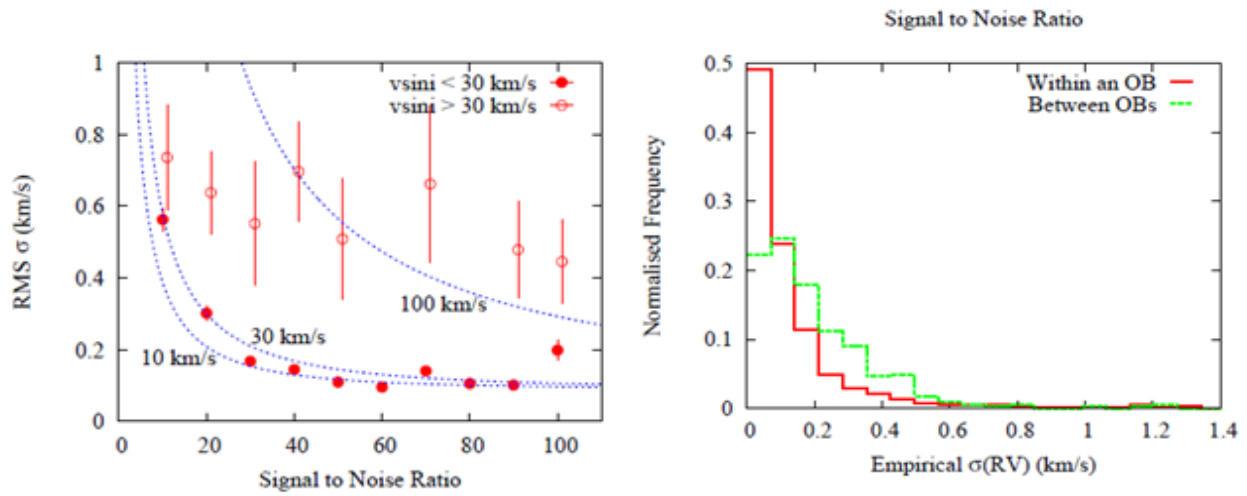 1
0.8
0.6
0.4
0.2
0
0 20 40 60 80 100
RMS σ (km/s)
Signal to Noise Ratio
vsini < 30 km/s
vsini > 30 km/s
100 km/s
30 km/s
10 km/s
Signal to Noise Ratio
0.5
0.4
0.3
0.2
0.1
0
0 0.2 0.4 0.6 0.8 1 1.2 1.4
Normalised Frequency
Empirical σ(RV) (km/s)
Within an OB
Between OBs